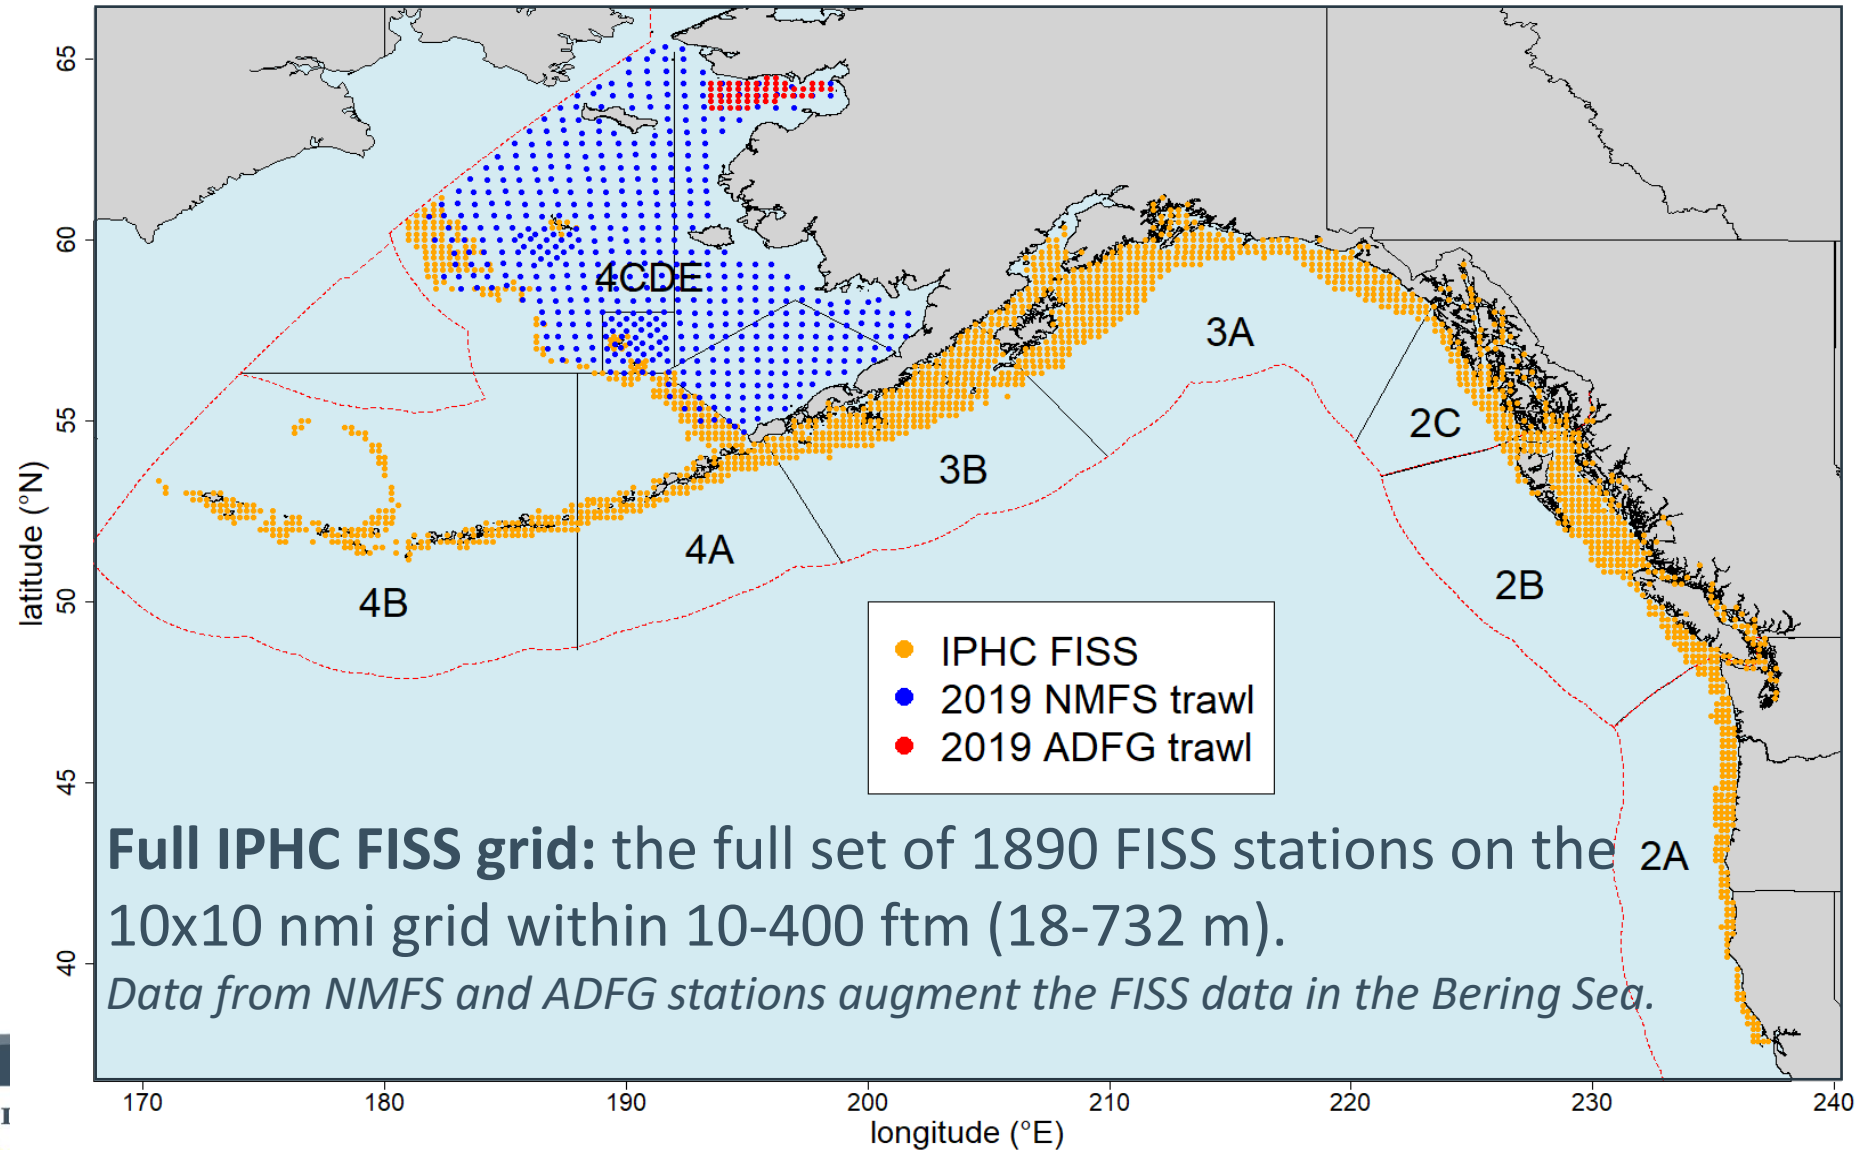 65
60
55
50
45
40
latitude (°N)
4CDE
3A
2C
3B
4A
2B
4B
IPHC FISS
2019 NMFS trawl
2019 ADFG trawl
Full IPHC FISS grid: the full set of 1890 FISS stations on the
2A
10x10 nmi grid within 10-400 ftm (18-732 m).
Data from NMFS and ADFG stations augment the FISS data in the Bering Sea.
170 180 190 200 210 220 230 240
longitude (°E)